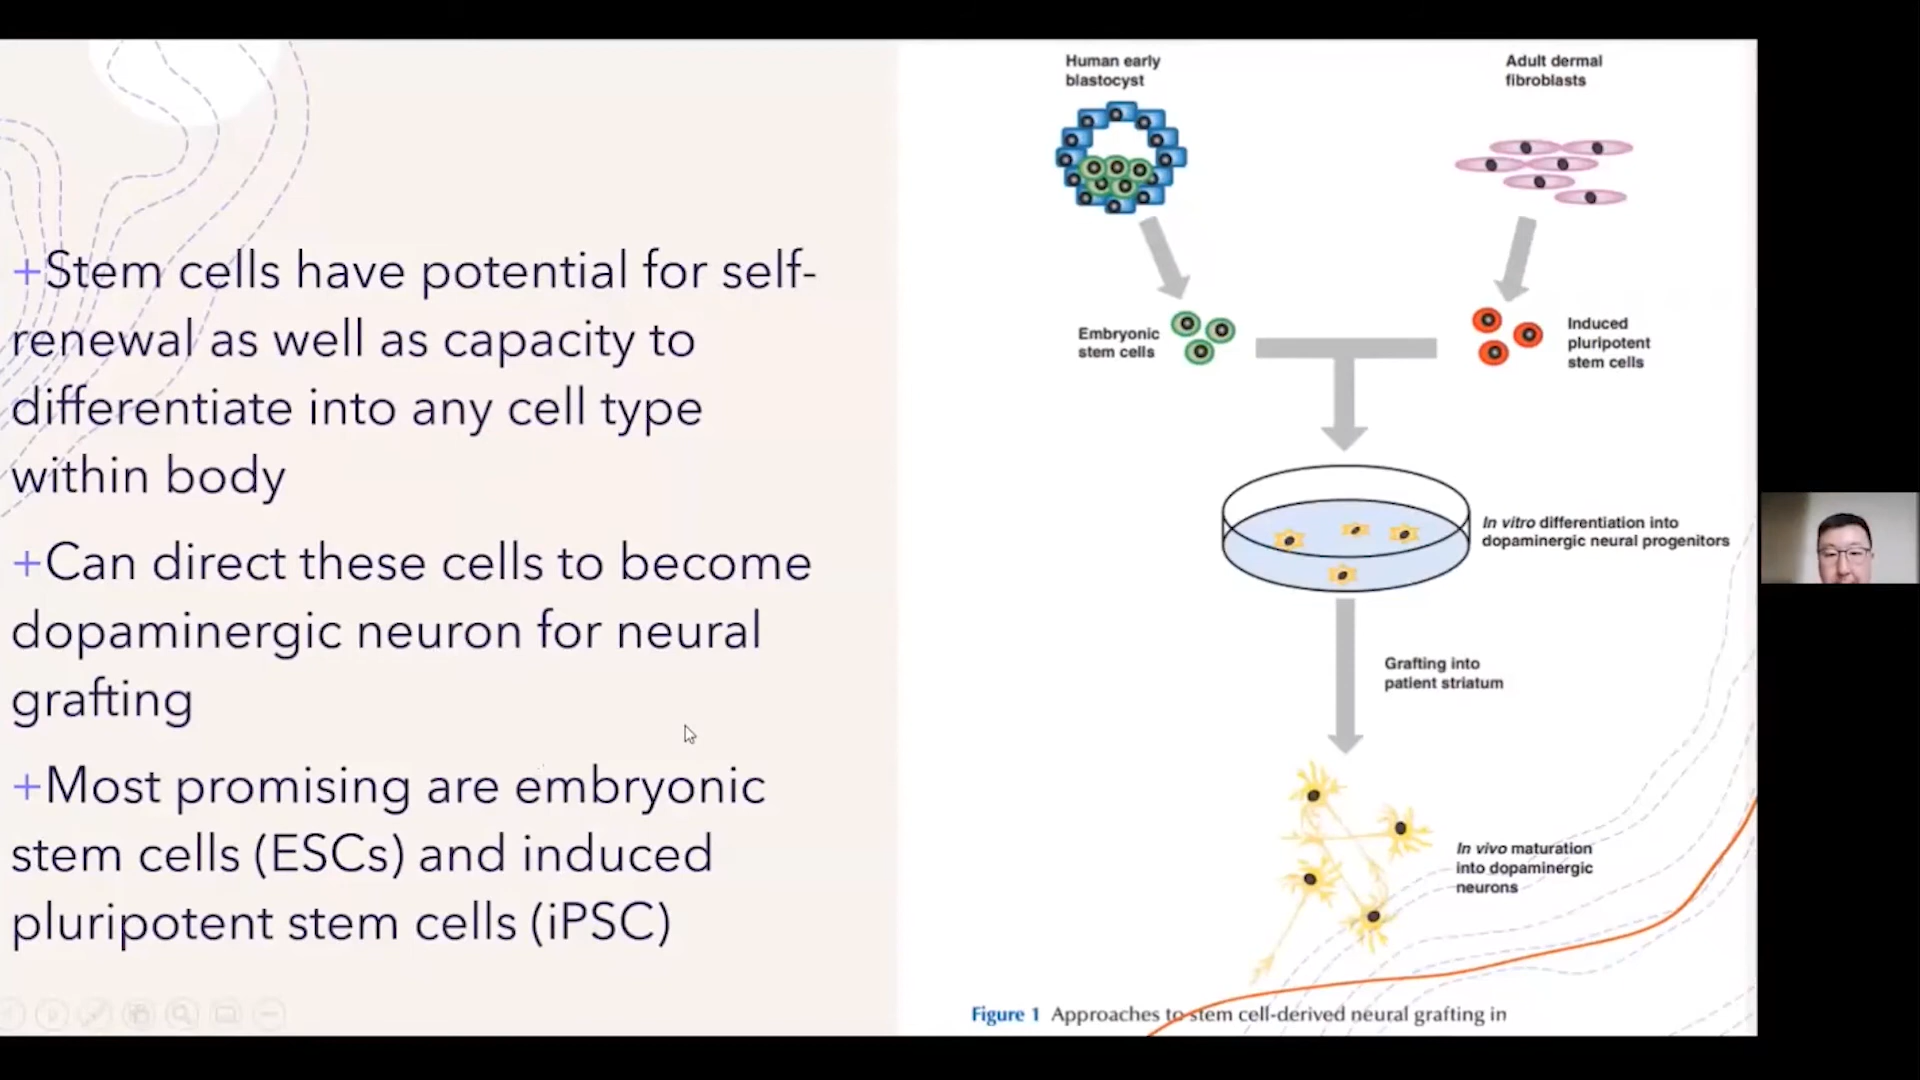 +Stem cells have potential for self-
renewal as well as capacity to
differentiate into any cell type
within body
+Can direct these cells to become
dopaminergic neuron for neural
grafting
+Most promising are embryonic
stem cells (ESCs) and induced
pluripotent stem cells (iPSC)
Human early
blastocyst
Adult dermal
fibroblasts
Embryonic
stem cells
Induced
pluripotent
stem cells
In vitro differentiation into
dopaminergic neural progenitors
Grafting into
patient striatum
In vivo maturation
into dopaminergic
neurons
Figure 1 Approaches to stem cell-derived neural grafting in